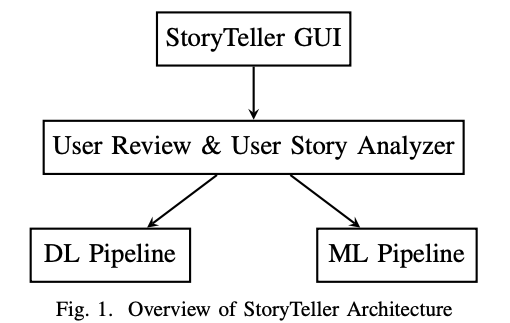 StoryTeller GUI
User Review & User Story Analyzer
DL Pipeline
ML Pipeline
Fig. 1. Overview of StoryTeller Architecture